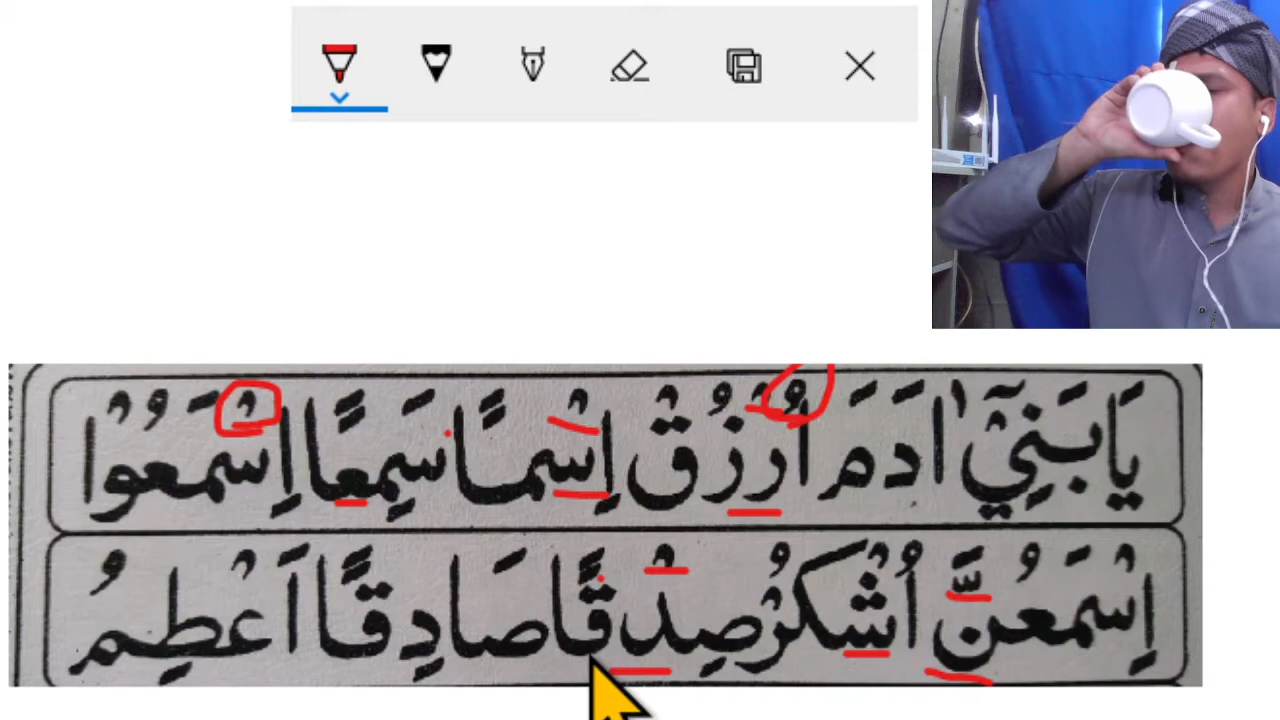 يَابَنِيْٓ اٰدَمَ اُرْزُقْ اِسْمًا سَمِعًا اِسْمَعُوْا
اِسْمَعُنَّ اُشْكُرْ صِدْقًا صَادِقًا اَعْطِمُ